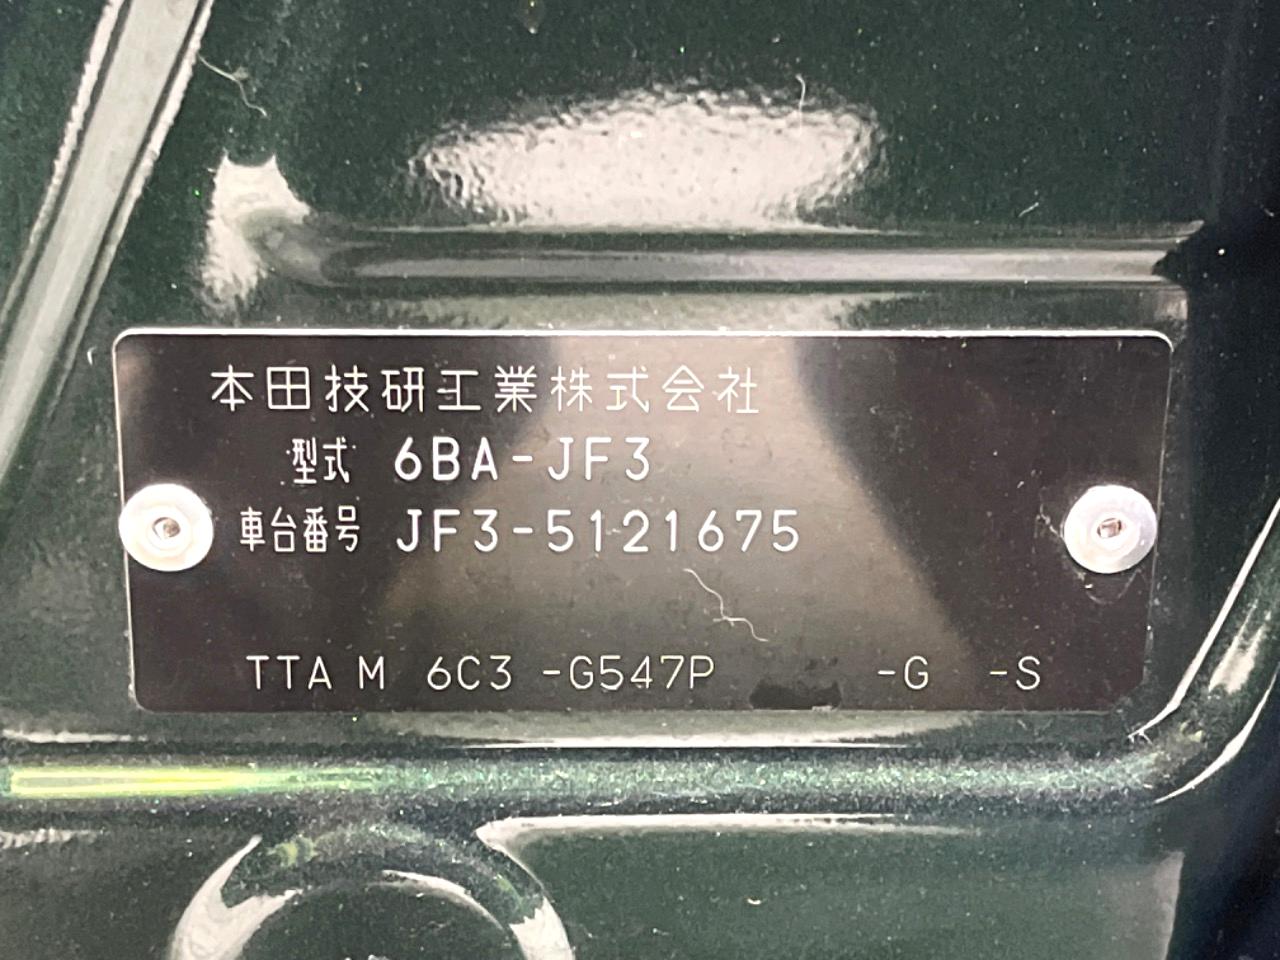 本田技研工業株式会社
型式 6BA-JF3
車台番号 JF3-5121675
TTA M 6C3 -G547P -G -S